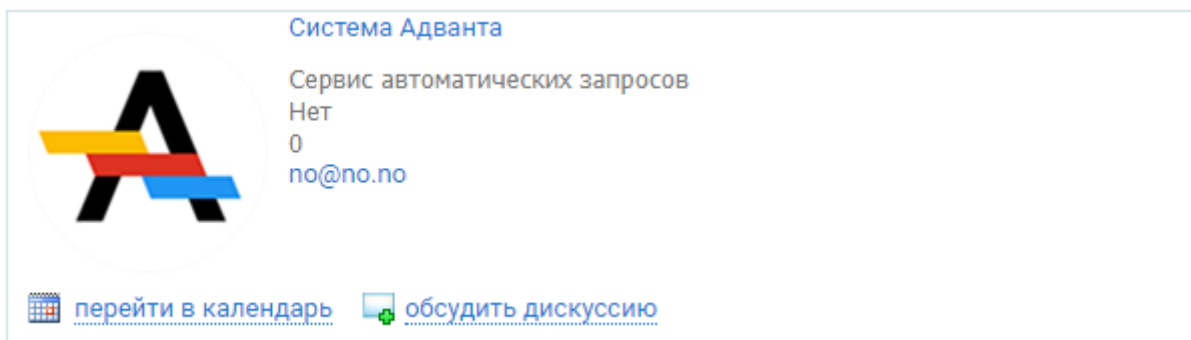 Система Адванта
Сервис автоматических запросов
Нет
0
no@no.no
перейти в календарь обсудить дискуссию